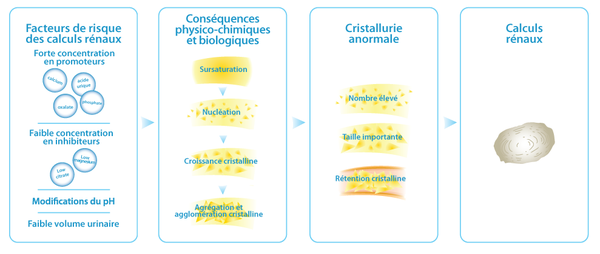 Facteurs de risque
des calculs rénaux
Forte concentration
en promoteurs
calcium
acide
urique
oxalate
phosphate
Faible concentration
en inhibiteurs
Low
magnesium
Low
citrate
Modifications du pH
Faible volume urinaire
Conséquences
physico-chimiques
et biologiques
Sursaturation
Nucléation
Croissance cristalline
Agrégation et
agglomération cristalline
Cristallurie
anormale
Nombre élevé
Taille importante
Rétention cristalline
Calculs
rénaux